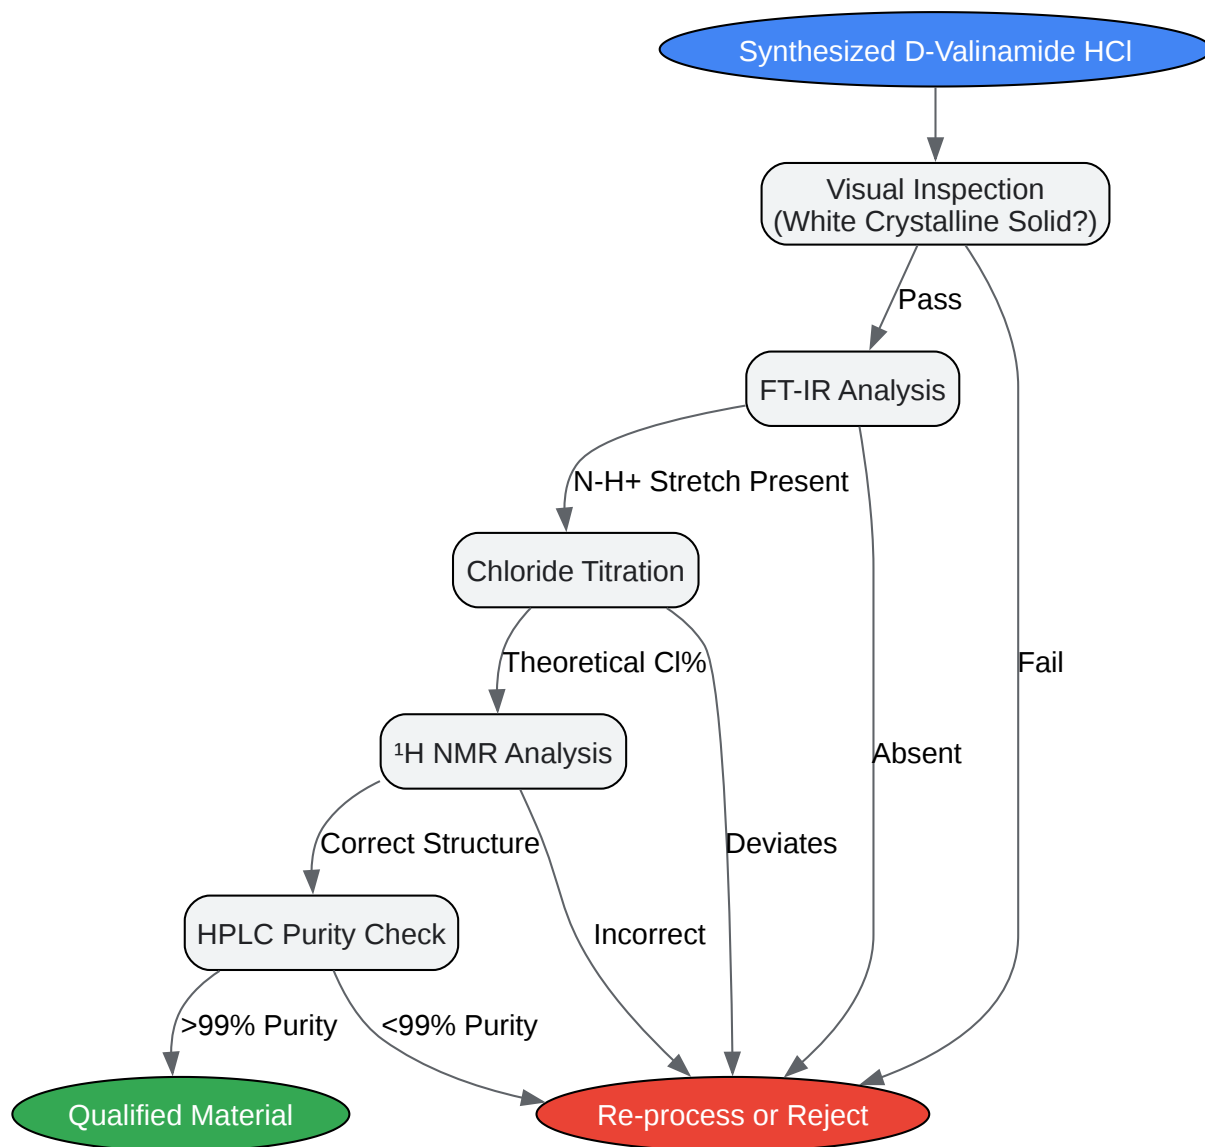 Synthesized D-Valinamide HCl
Visual Inspection
(White Crystalline Solid?)
Pass
FT-IR Analysis
N-H+ Stretch Present
Chloride Titration
Theoretical Cl%
Fail
¹H NMR Analysis
Absent
Correct Structure
Deviates
HPLC Purity Check
Incorrect
>99% Purity
<99% Purity
Qualified Material
Re-process or Reject